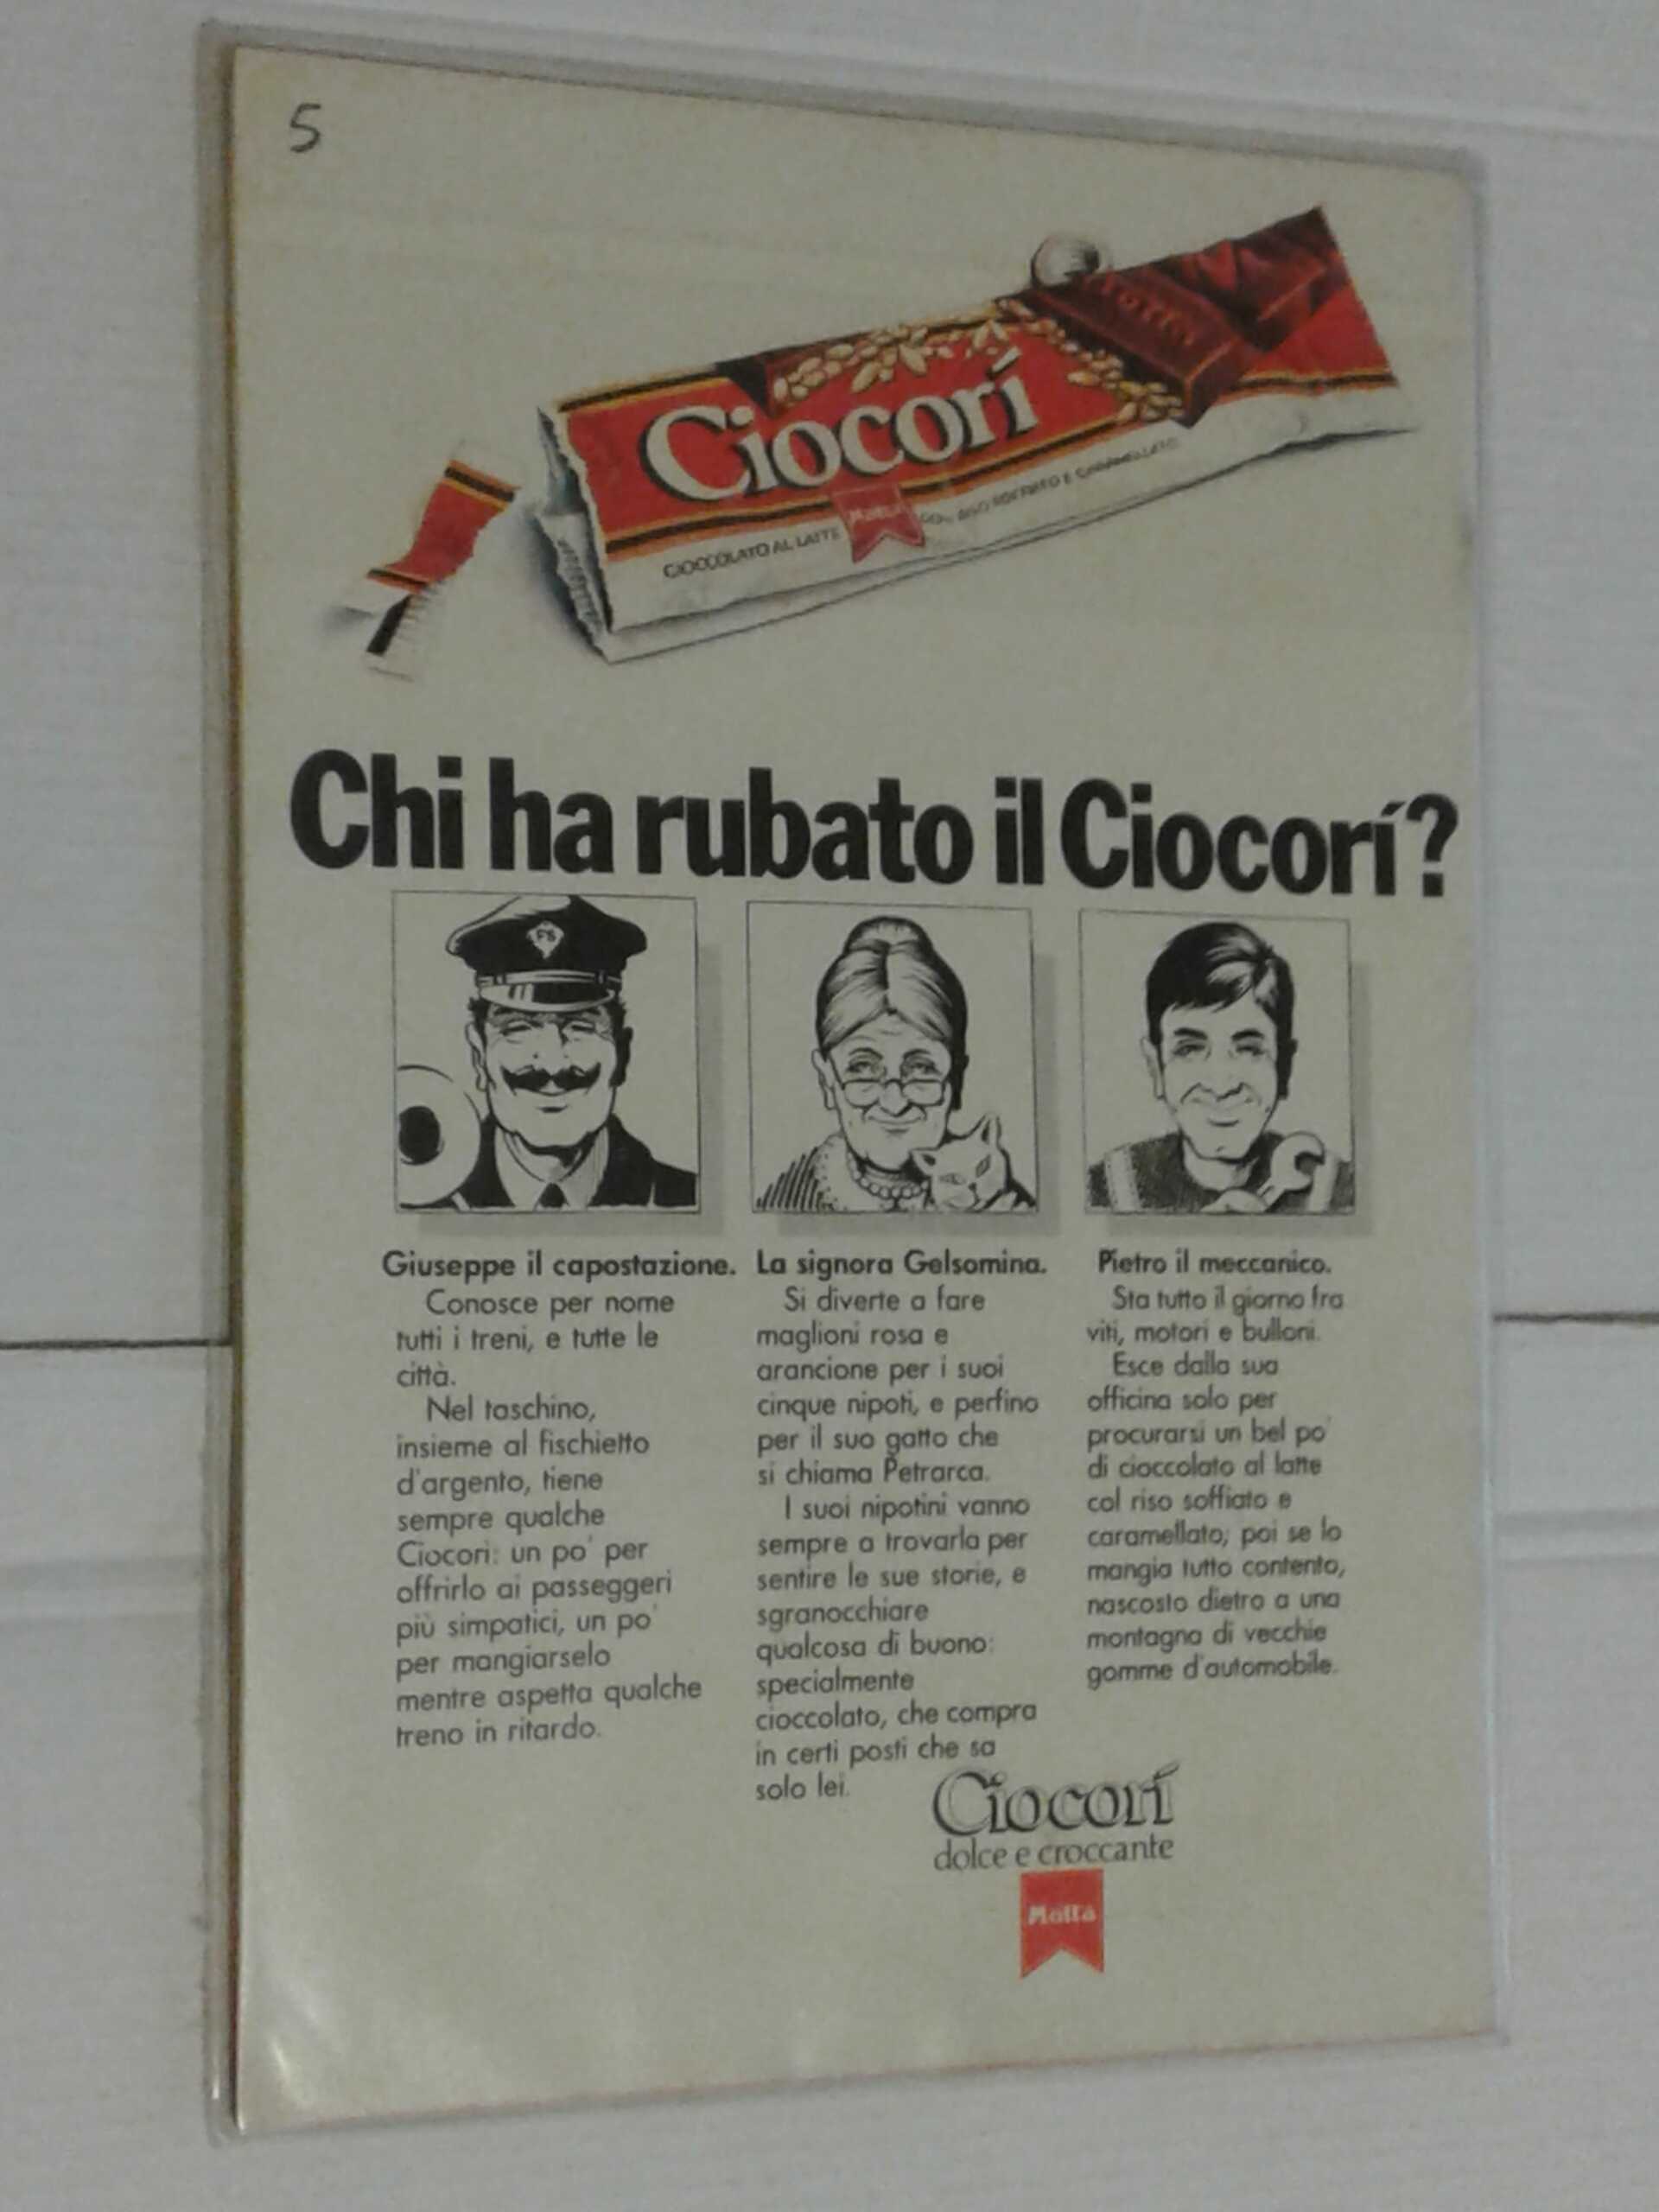 5
Motta
Ciocorí
CIOCCOLATO AL LATTE
Motta
RISO SOFFIATO E CARAMELLATO
Chi ha rubato il Ciocorí?
FS
Giuseppe il capostazione.
Conosce per nome
tutti i treni, e tutte le
città.
Nel taschino,
insieme al fischietto
d'argento, tiene
sempre qualche
Ciocorì: un po' per
offrirlo ai passeggeri
più simpatici, un po'
per mangiarselo
mentre aspetta qualche
treno in ritardo.
La signora Gelsomina.
Si diverte a fare
maglioni rosa e
arancione per i suoi
cinque nipoti, e perfino
per il suo gatto che
si chiama Petrarca.
I suoi nipotini vanno
sempre a trovarla per
sentire le sue storie, e
sgranocchiare
qualcosa di buono:
specialmente
cioccolato, che compra
in certi posti che sa
solo lei.
Pietro il meccanico.
Sta tutto il giorno fra
viti, motori e bulloni.
Esce dalla sua
officina solo per
procurarsi un bel po'
di cioccolato al latte
col riso soffiato e
caramellato; poi se lo
mangia tutto contento,
nascosto dietro a una
montagna di vecchie
gomme d'automobile.
Ciocorí
dolce e croccante
Motta